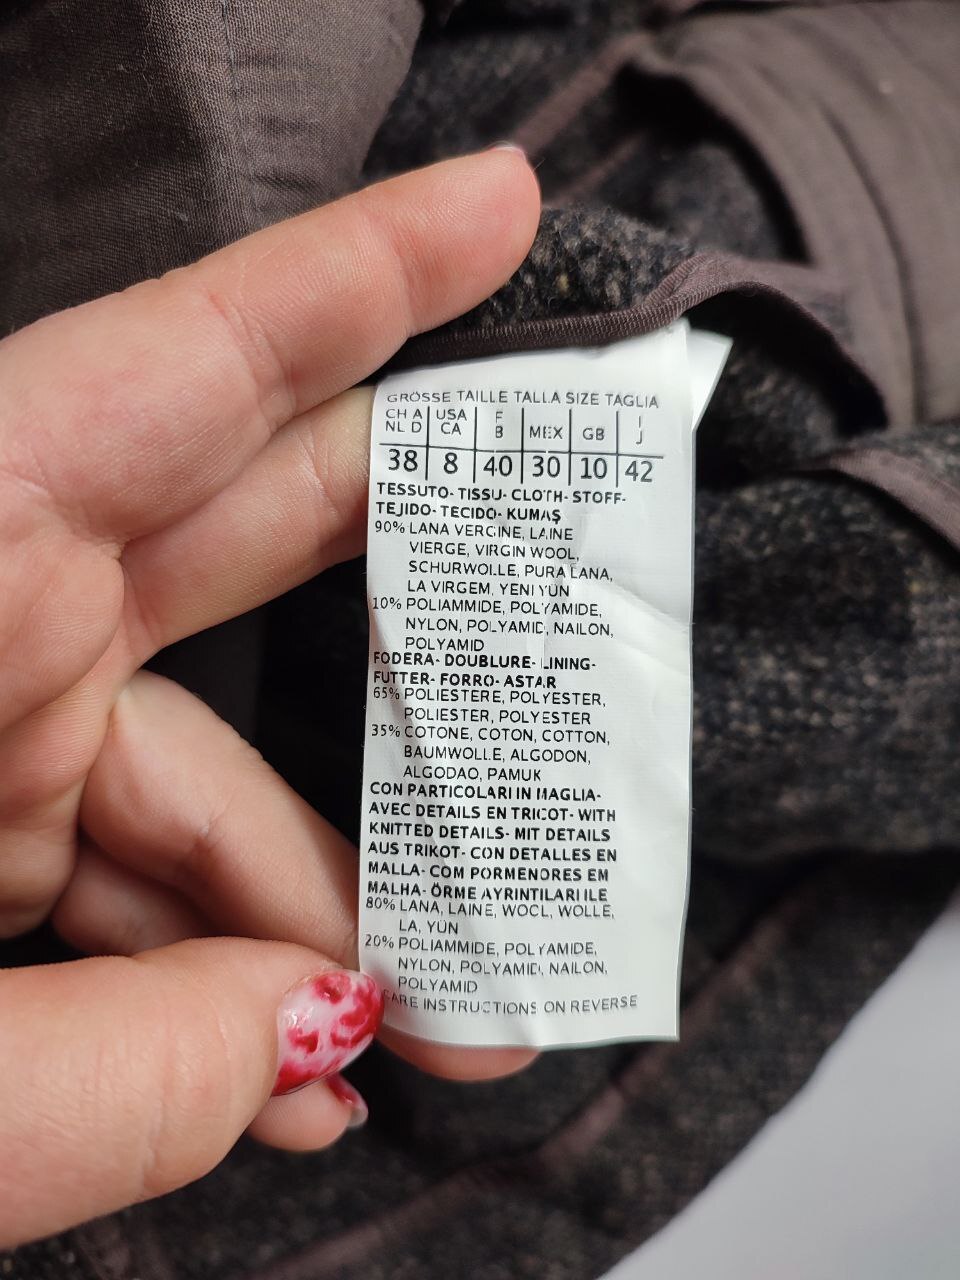 GRÖSSE TAILLE TALLA SIZE TAGLIA
CH A USA F MEX GB I
NL D CA B J
38 8 40 30 10 42
TESSUTO- TISSU- CLOTH- STOFF-
TEJIDO- TECIDO- KUMAŞ
90% LANA VERGINE, LAINE
VIERGE, VIRGIN WOOL,
SCHURWOLLE, PURA LANA,
LA VIRGEM, YENI YÜN
10% POLIAMMIDE, POLYAMIDE,
NYLON, POLYAMID, NAILON,
POLYAMID
FODERA- DOUBLURE- LINING-
FUTTER- FORRO- ASTAR
65% POLIESTERE, POLYESTER,
POLIESTER, POLYESTER
35% COTONE, COTON, COTTON,
BAUMWOLLE, ALGODON,
ALGODAO, PAMUK
CON PARTICOLARI IN MAGLIA-
AVEC DETAILS EN TRICOT- WITH
KNITTED DETAILS- MIT DETAILS
AUS TRIKOT- CON DETALLES EN
MALLA- COM PORMENORES EM
MALHA- ÖRME AYRINTILARI ILE
80% LANA, LAINE, WOOL, WOLLE,
LA, YÜN
20% POLIAMMIDE, POLYAMIDE,
NYLON, POLYAMID, NAILON,
POLYAMID
CARE INSTRUCTIONS ON REVERSE